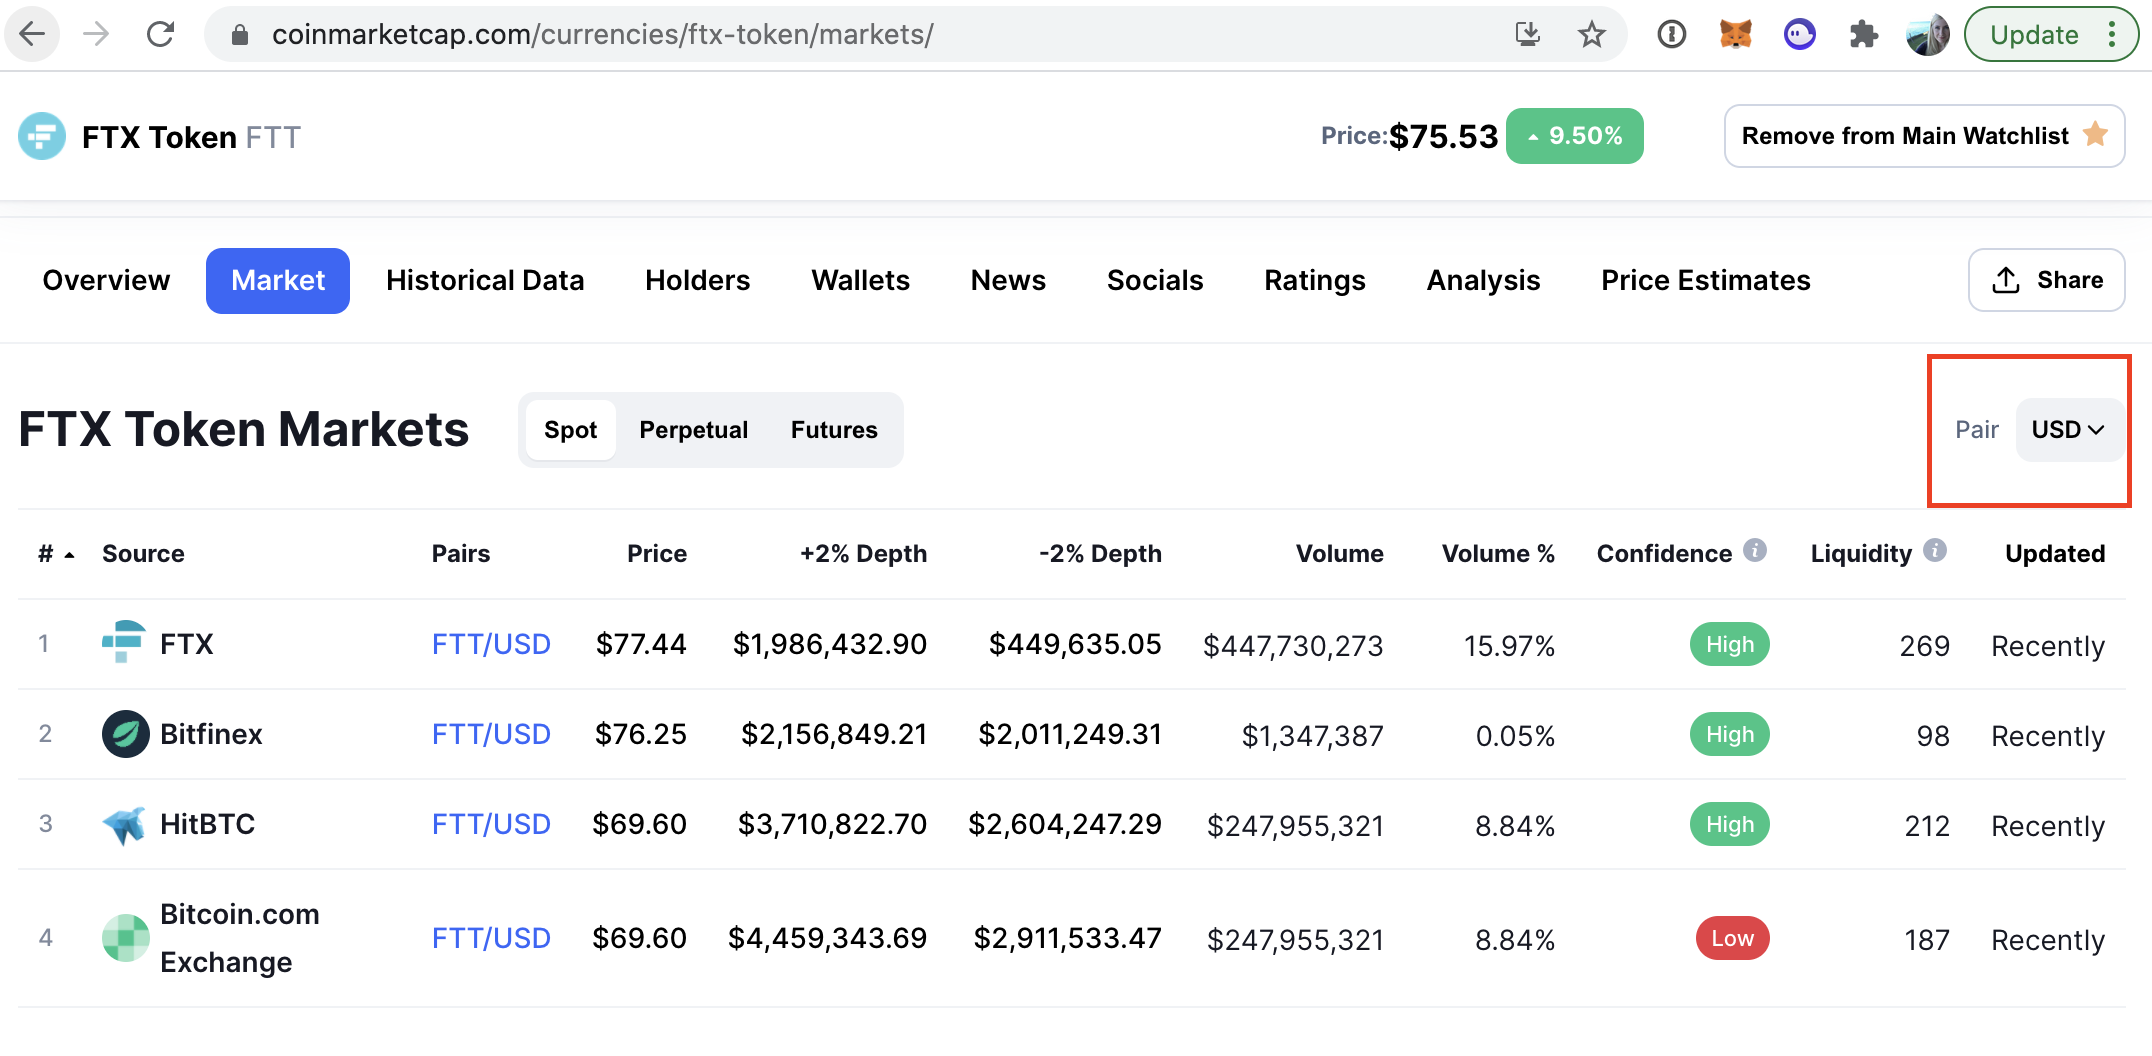 coinmarketcap.com/currencies/ftx-token/markets/
Update
FTX Token FTT
Price:$75.53 9.50%
Remove from Main Watchlist
Overview Market Historical Data Holders Wallets News Socials Ratings Analysis Price Estimates Share
FTX Token Markets Spot Perpetual Futures Pair USD
# Source Pairs Price +2% Depth -2% Depth Volume Volume % Confidence Liquidity Updated
1 FTX FTT/USD $77.44 $1,986,432.90 $449,635.05 $447,730,273 15.97% High 269 Recently
2 Bitfinex FTT/USD $76.25 $2,156,849.21 $2,011,249.31 $1,347,387 0.05% High 98 Recently
3 HitBTC FTT/USD $69.60 $3,710,822.70 $2,604,247.29 $247,955,321 8.84% High 212 Recently
4 Bitcoin.com
Exchange FTT/USD $69.60 $4,459,343.69 $2,911,533.47 $247,955,321 8.84% Low 187 Recently